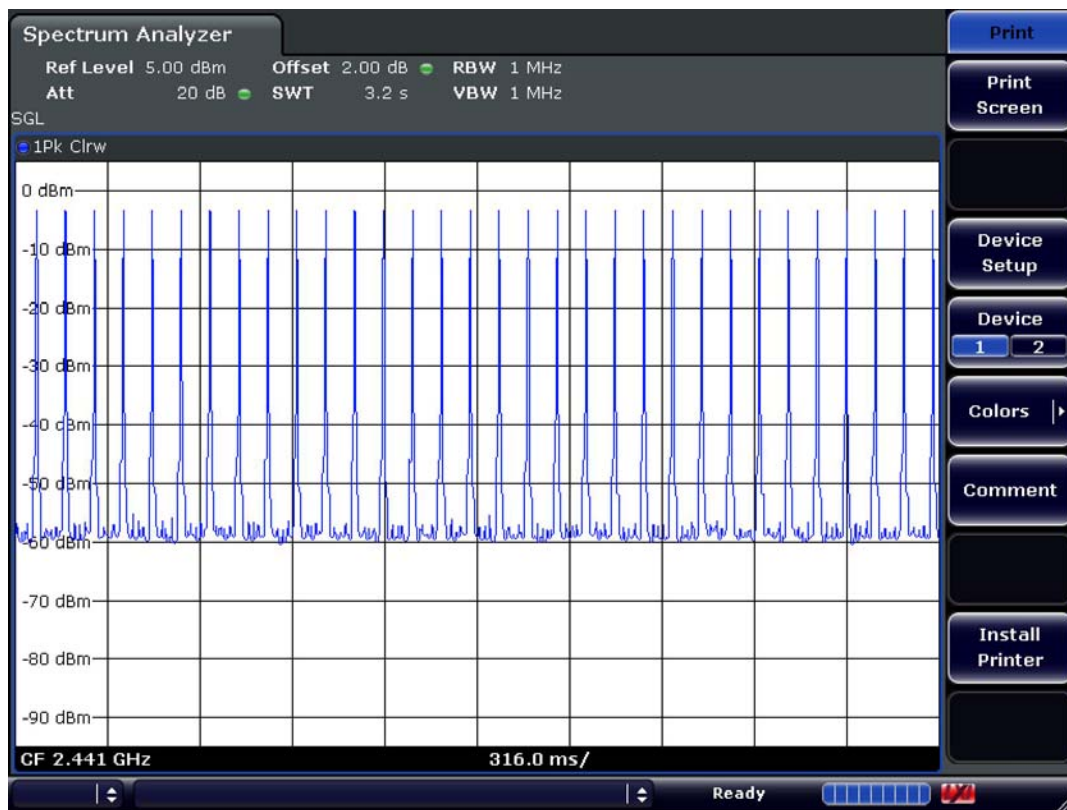 Spectrum Analyzer
Ref Level 5.00 dBm Offset 2.00 dB RBW 1 MHz
Att 20 dB SWT 3.2 s VBW 1 MHz
SGL
1Pk Clrw
0 dBm
-10 dBm
-20 dBm
-30 dBm
-40 dBm
-50 dBm
-60 dBm
-70 dBm
-80 dBm
-90 dBm
CF 2.441 GHz 316.0 ms/
Ready
Print
Print
Screen
Device
Setup
Device
1 2
Colors
Comment
Install
Printer